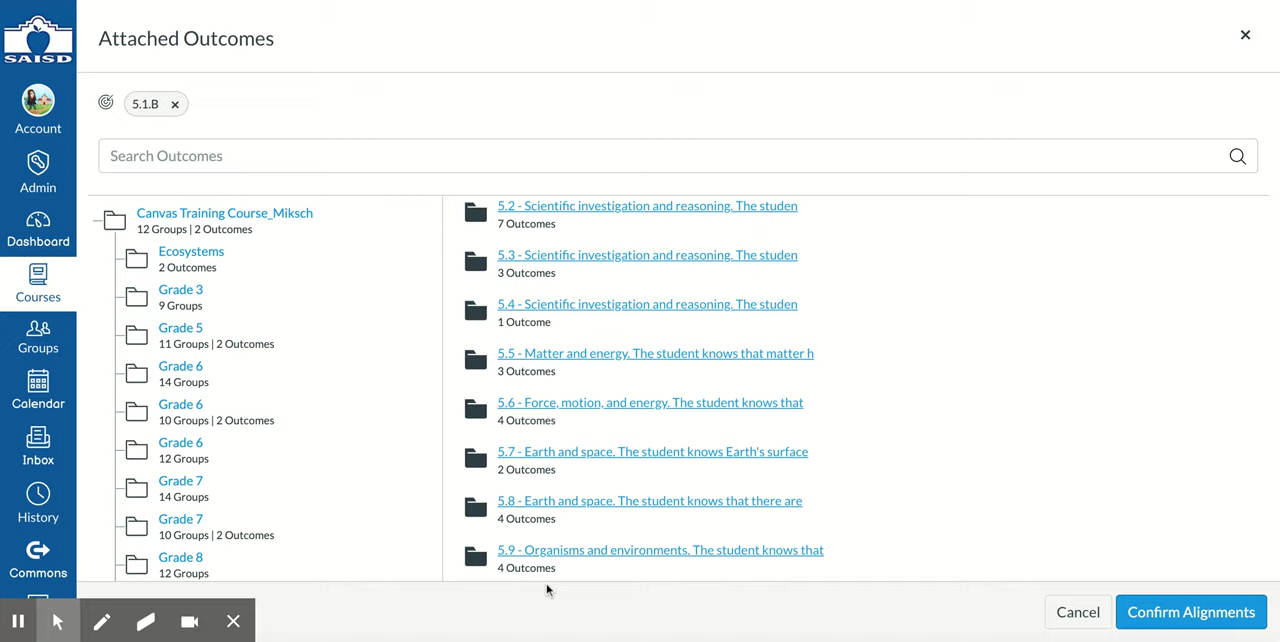 SAISD
Account
Admin
Dashboard
Courses
Groups
Calendar
Inbox
History
Commons
Attached Outcomes
5.1.B
Search Outcomes
Canvas Training Course_Miksch
12 Groups | 2 Outcomes
Ecosystems
2 Outcomes
Grade 3
9 Groups
Grade 5
11 Groups | 2 Outcomes
Grade 6
14 Groups
Grade 6
10 Groups | 2 Outcomes
Grade 6
12 Groups
Grade 7
14 Groups
Grade 7
10 Groups | 2 Outcomes
Grade 8
12 Groups
5.2 - Scientific investigation and reasoning. The studen
7 Outcomes
5.3 - Scientific investigation and reasoning. The studen
3 Outcomes
5.4 - Scientific investigation and reasoning. The studen
1 Outcome
5.5 - Matter and energy. The student knows that matter h
3 Outcomes
5.6 - Force, motion, and energy. The student knows that
4 Outcomes
5.7 - Earth and space. The student knows Earth's surface
2 Outcomes
5.8 - Earth and space. The student knows that there are
4 Outcomes
5.9 - Organisms and environments. The student knows that
4 Outcomes
Cancel
Confirm Alignments